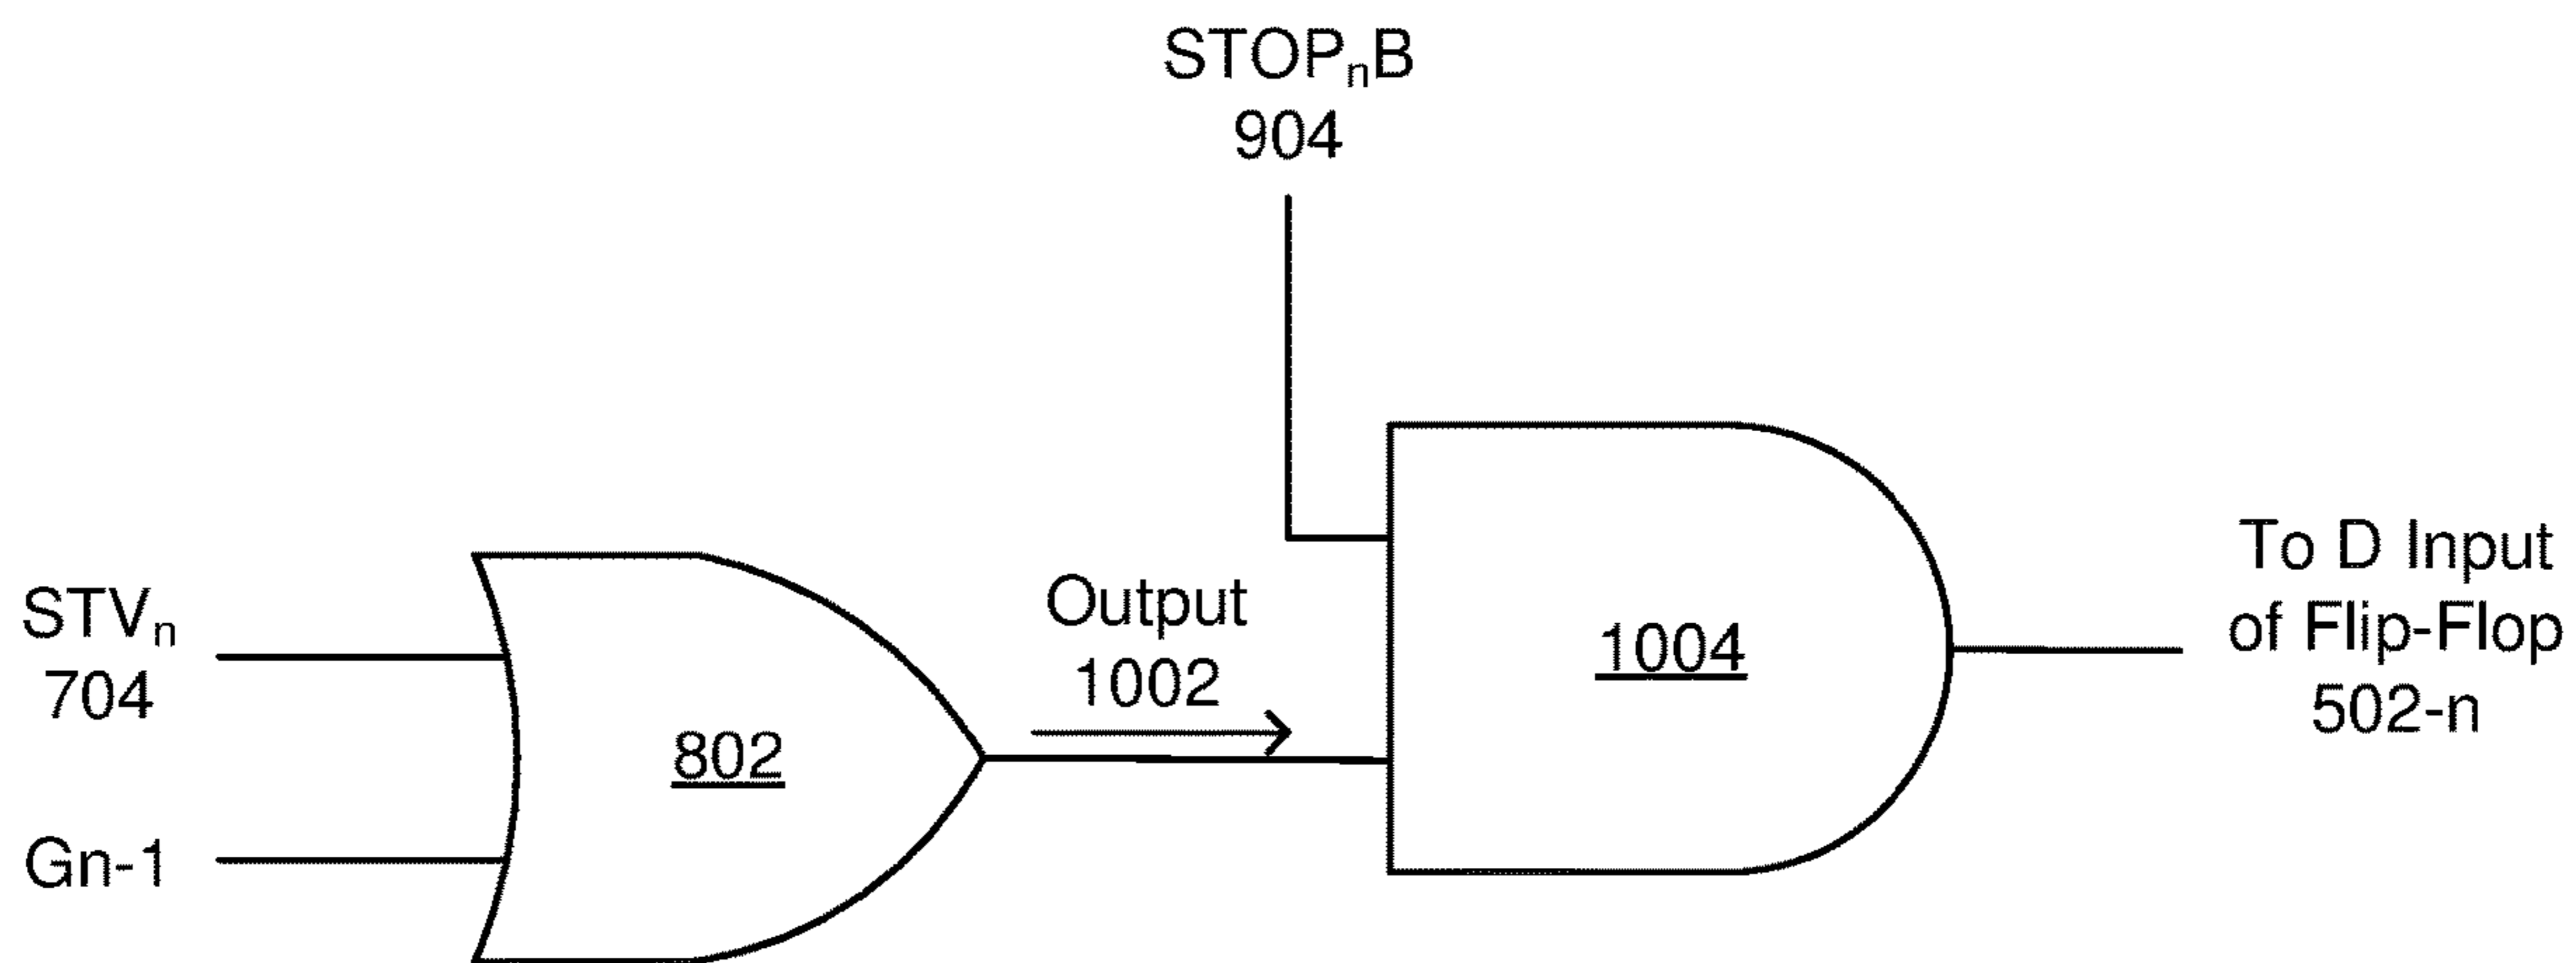 STOPₙB
904
STVₙ
704
Gn-1
802
Output
1002
1004
To D Input
of Flip-Flop
502-n